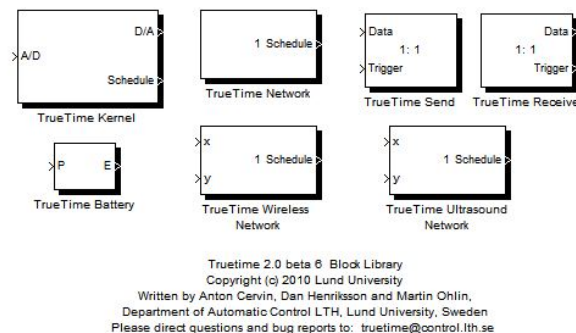 A/D
D/A
Schedule
TrueTime Kernel
1 Schedule
TrueTime Network
Data
1: 1
Trigger
TrueTime Send
Data
1: 1
Trigger
TrueTime Receive
P E
TrueTime Battery
x
1 Schedule
y
TrueTime Wireless
Network
x
1 Schedule
y
TrueTime Ultrasound
Network
Truetime 2.0 beta 6 Block Library
Copyright (c) 2010 Lund University
Written by Anton Cervin, Dan Henriksson and Martin Ohlin,
Department of Automatic Control LTH, Lund University, Sweden
Please direct questions and bug reports to: truetime@control.lth.se